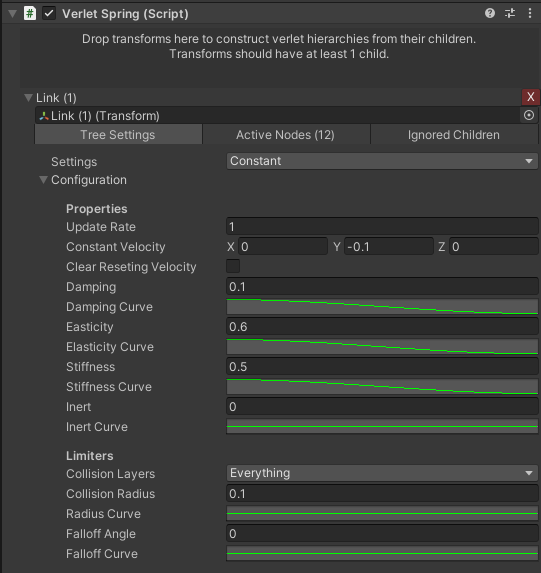 Verlet Spring (Script)
Drop transforms here to construct verlet hierarchies from their children.
Transforms should have at least 1 child.
Link (1)
X
Link (1) (Transform)
Tree Settings Active Nodes (12) Ignored Children
Settings Constant
Configuration
Properties
Update Rate 1
Constant Velocity X 0 Y -0.1 Z 0
Clear Reseting Velocity
Damping 0.1
Damping Curve
Easticity 0.6
Elasticity Curve
Stiffness 0.5
Stiffness Curve
Inert 0
Inert Curve
Limiters
Collision Layers Everything
Collision Radius 0.1
Radius Curve
Falloff Angle 0
Falloff Curve